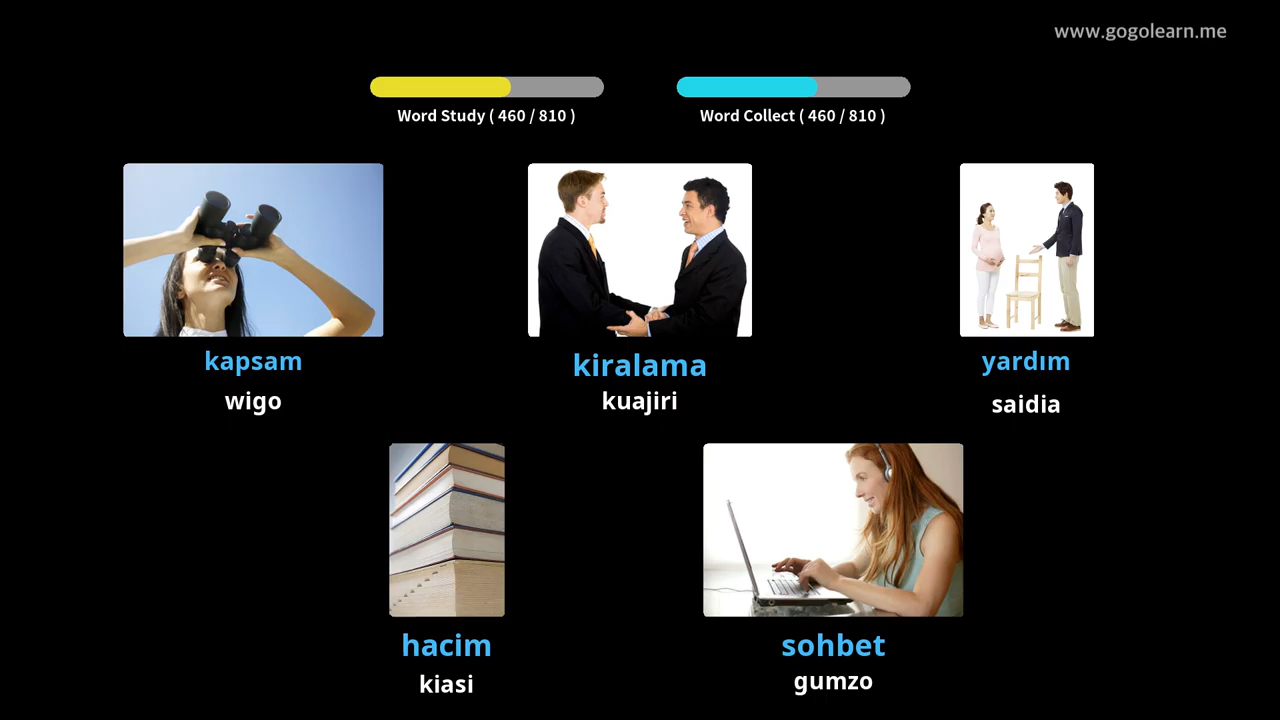 www.gogolearn.me
Word Study ( 460 / 810 )
Word Collect ( 460 / 810 )
kapsam
wigo
kiralama
kuajiri
yardım
saidia
hacim
kiasi
sohbet
gumzo